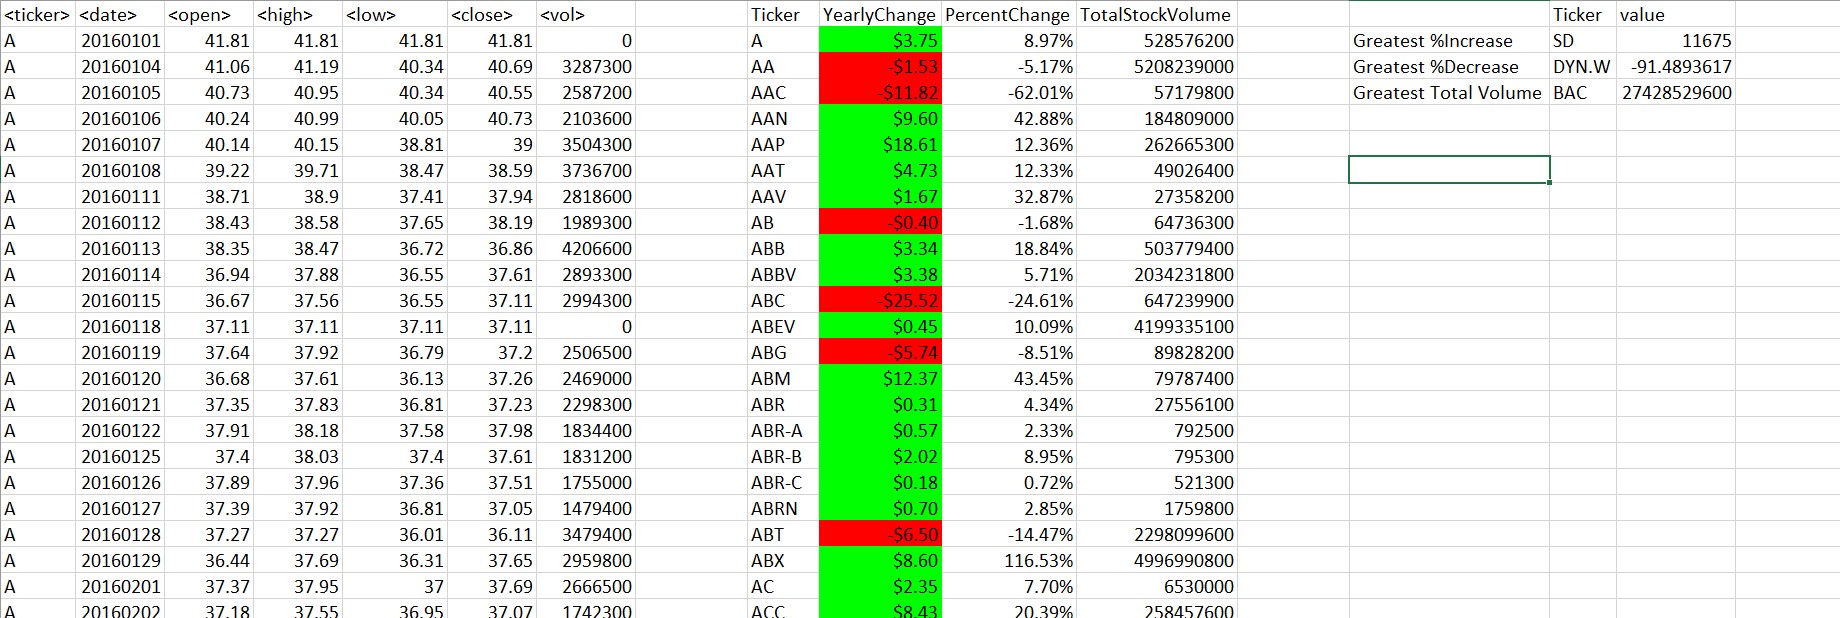 <ticker> <date> <open> <high> <low> <close> <vol> Ticker YearlyChange PercentChange TotalStockVolume Ticker value
A 20160101 41.81 41.81 41.81 41.81 0 A $3.75 8.97% 528576200 Greatest %Increase SD 11675
A 20160104 41.06 41.19 40.34 40.69 3287300 AA -$1.53 -5.17% 5208239000 Greatest %Decrease DYN.W -91.4893617
A 20160105 40.73 40.95 40.34 40.55 2587200 AAC -$11.82 -62.01% 57179800 Greatest Total Volume BAC 27428529600
A 20160106 40.24 40.99 40.05 40.73 2103600 AAN $9.60 42.88% 184809000
A 20160107 40.14 40.15 38.81 39 3504300 AAP $18.61 12.36% 262665300
A 20160108 39.22 39.71 38.47 38.59 3736700 AAT $4.73 12.33% 49026400
A 20160111 38.71 38.9 37.41 37.94 2818600 AAV $1.67 32.87% 27358200
A 20160112 38.43 38.58 37.65 38.19 1989300 AB -$0.40 -1.68% 64736300
A 20160113 38.35 38.47 36.72 36.86 4206600 ABB $3.34 18.84% 503779400
A 20160114 36.94 37.88 36.55 37.61 2893300 ABBV $3.38 5.71% 2034231800
A 20160115 36.67 37.56 36.55 37.11 2994300 ABC -$25.52 -24.61% 647239900
A 20160118 37.11 37.11 37.11 37.11 0 ABEV $0.45 10.09% 4199335100
A 20160119 37.64 37.92 36.79 37.2 2506500 ABG -$5.74 -8.51% 89828200
A 20160120 36.68 37.61 36.13 37.26 2469000 ABM $12.37 43.45% 79787400
A 20160121 37.35 37.83 36.81 37.23 2298300 ABR $0.31 4.34% 27556100
A 20160122 37.91 38.18 37.58 37.98 1834400 ABR-A $0.57 2.33% 792500
A 20160125 37.4 38.03 37.4 37.61 1831200 ABR-B $2.02 8.95% 795300
A 20160126 37.89 37.96 37.36 37.51 1755000 ABR-C $0.18 0.72% 521300
A 20160127 37.39 37.92 36.81 37.05 1479400 ABRN $0.70 2.85% 1759800
A 20160128 37.27 37.27 36.01 36.11 3479400 ABT -$6.50 -14.47% 2298099600
A 20160129 36.44 37.69 36.31 37.65 2959800 ABX $8.60 116.53% 4996990800
A 20160201 37.37 37.95 37 37.69 2666500 AC $2.35 7.70% 6530000
A 20160202 37.18 37.55 36.95 37.07 1742300 ACC $8.43 20.39% 258457600